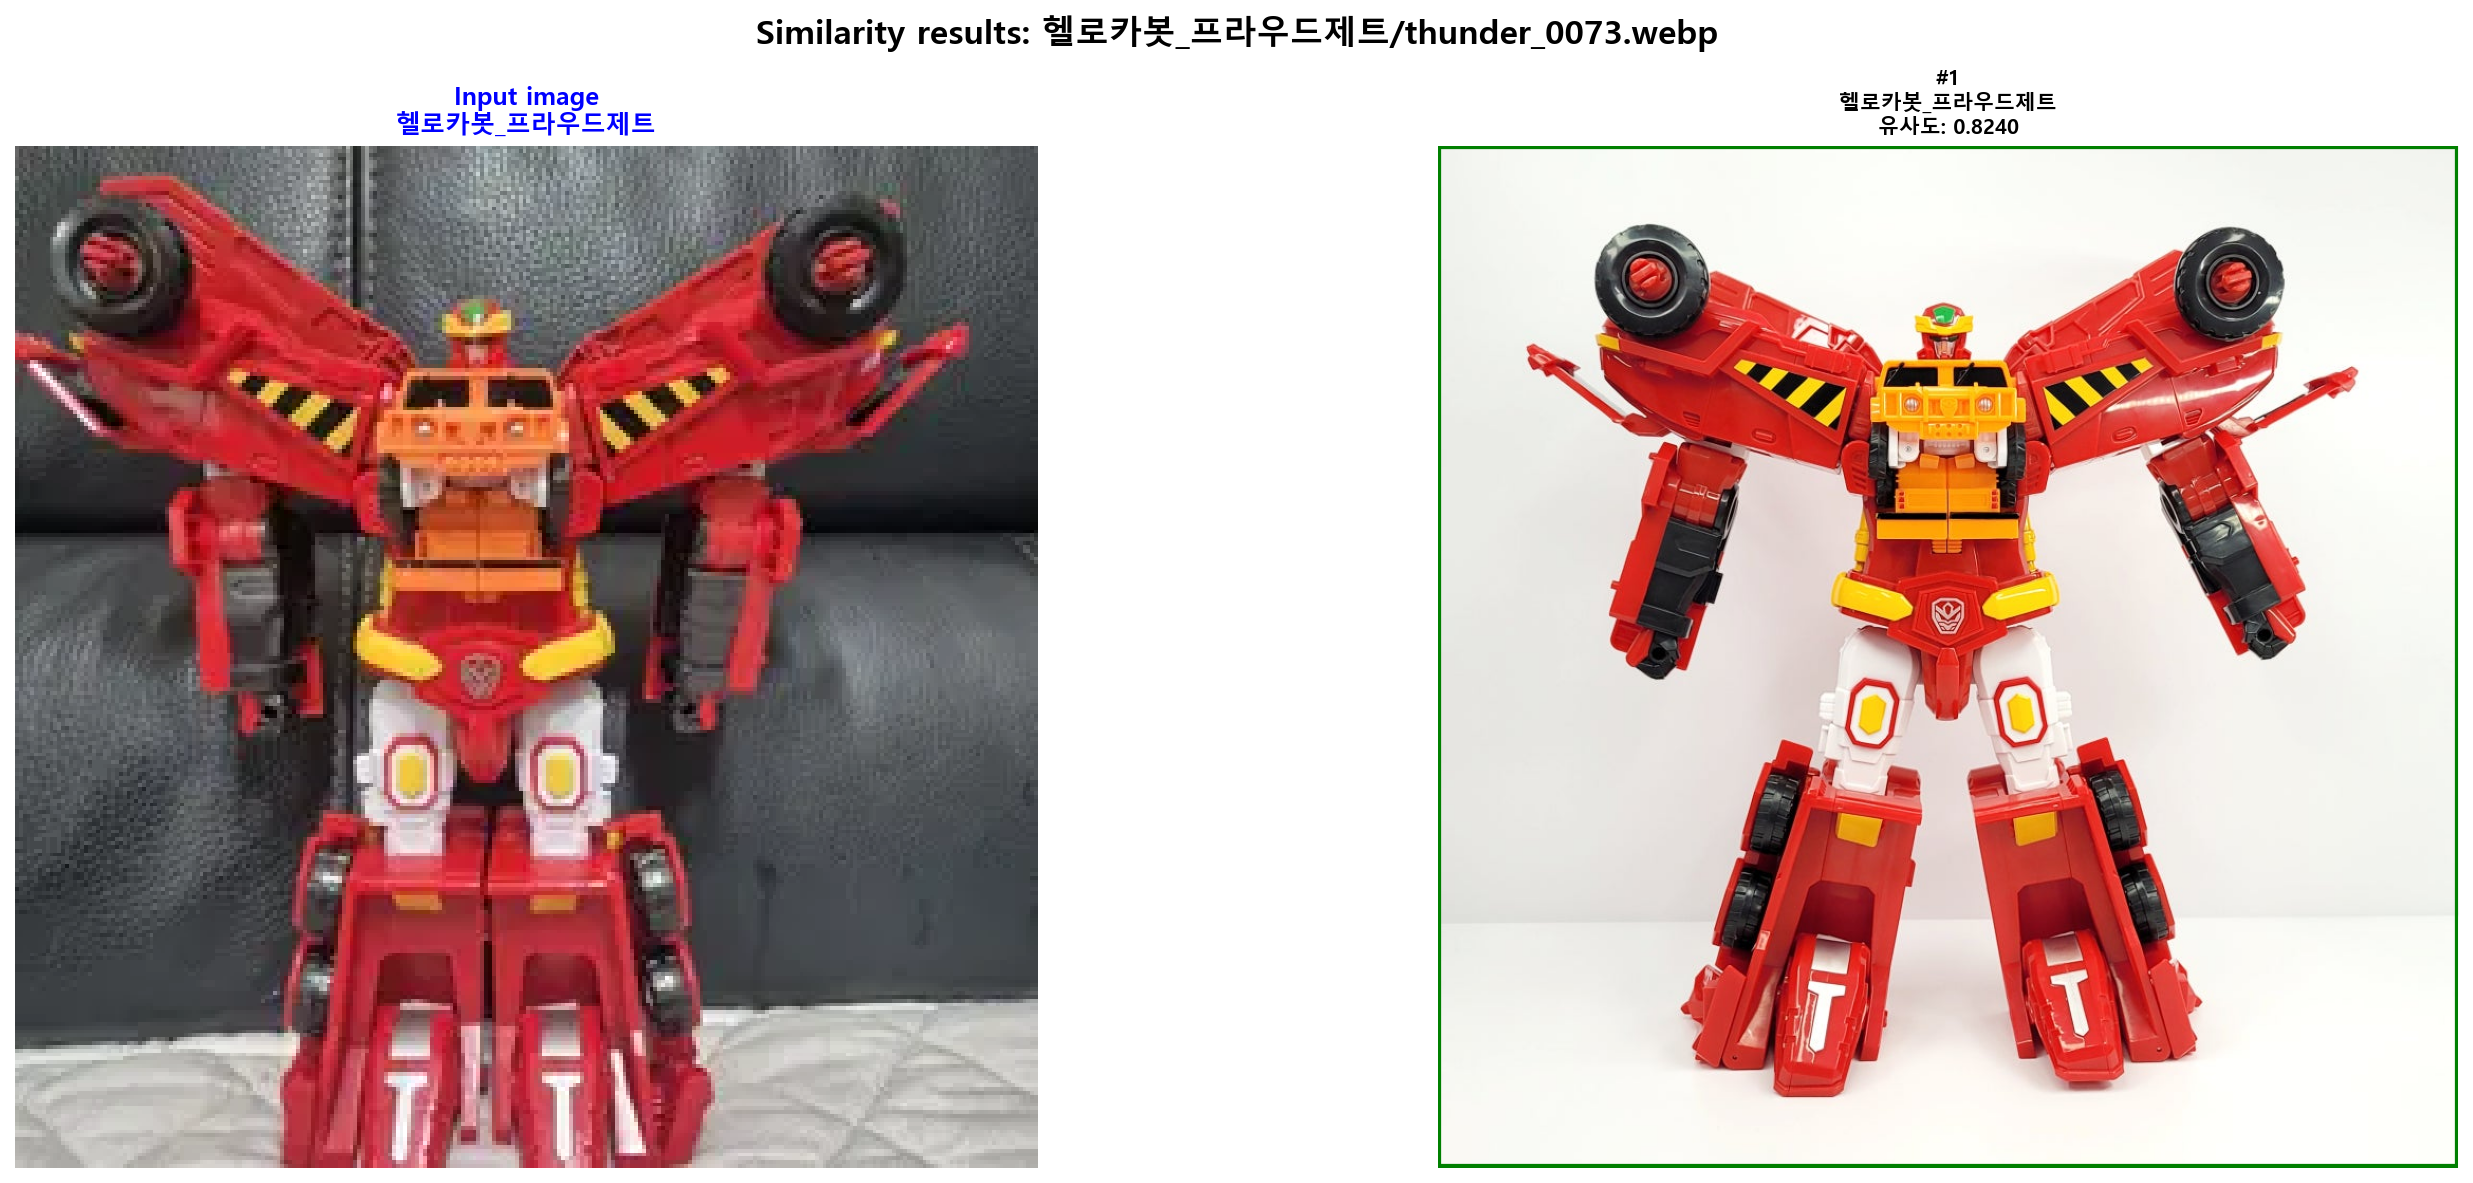 Similarity results: 헬로카봇_프라우드제트/thunder_0073.webp
Input image
헬로카봇_프라우드제트
#1
헬로카봇_프라우드제트
유사도: 0.8240